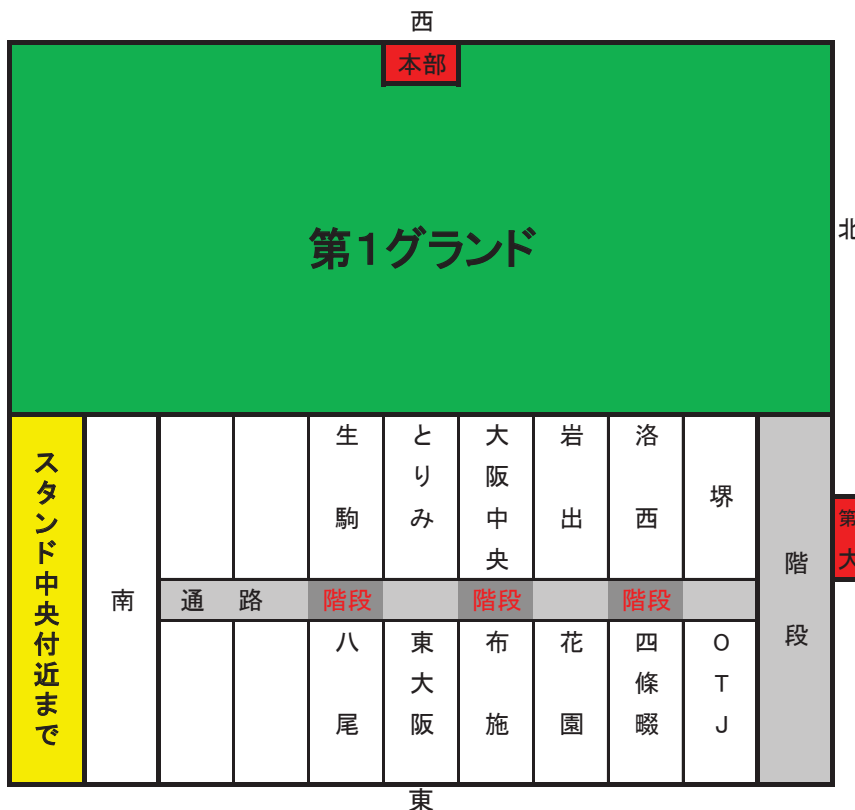 西
本部
第1グランド
北
スタンド中央付近まで
南
生駒
とりみ
大阪中央
岩出
洛西
堺
階段
第
大
通路
階段
階段
階段
八尾
東大阪
布施
花園
四條畷
OTJ
東